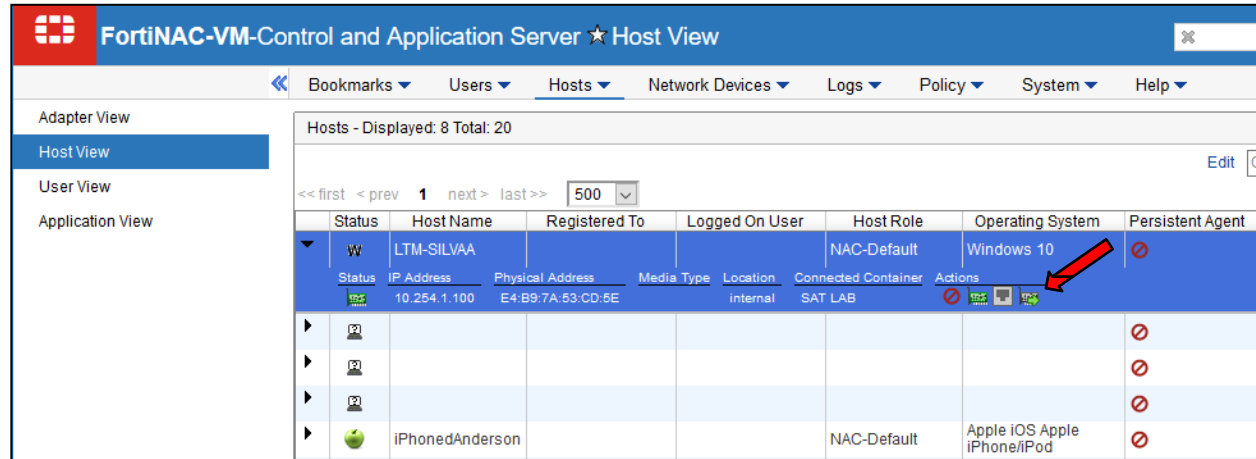 FortiNAC-VM-Control and Application Server ☆ Host View
Bookmarks Users Hosts Network Devices Logs Policy System Help
Adapter View
Host View
User View
Application View
Hosts - Displayed: 8 Total: 20
Edit
<< first < prev 1 next > last >> 500
Status Host Name Registered To Logged On User Host Role Operating System Persistent Agent
W LTM-SILVAA NAC-Default Windows 10
Status IP Address Physical Address Media Type Location Connected Container Actions
10.254.1.100 E4:B9:7A:53:CD:5E internal SAT LAB
iPhonedAnderson NAC-Default Apple iOS Apple
iPhone/iPod